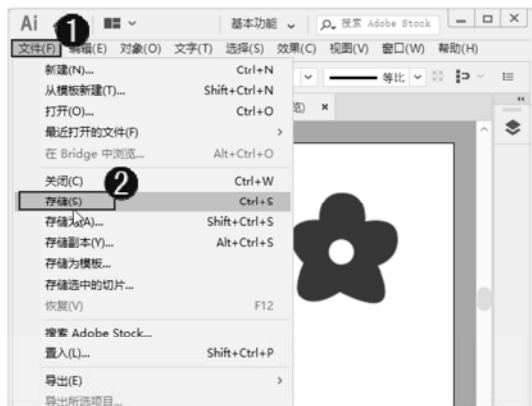 Ai 基本功能 搜索 Adobe Stock
1
文件(F) 编辑(E) 对象(O) 文字(T) 选择(S) 效果(C) 视图(V) 窗口(W) 帮助(H)
新建(N)... Ctrl+N
等比
从模板新建(T)... Shift+Ctrl+N
打开(O)... Ctrl+O
览) ×
最近打开的文件(F) >
在 Bridge 中浏览... Alt+Ctrl+O
关闭(C) Ctrl+W
2
存储(S) Ctrl+S
存储为(A)... Shift+Ctrl+S
存储副本(Y)... Alt+Ctrl+S
存储为模板...
存储选中的切片...
恢复(V) F12
搜索 Adobe Stock...
置入(L)... Shift+Ctrl+P
导出(E) >
导出所选项目...